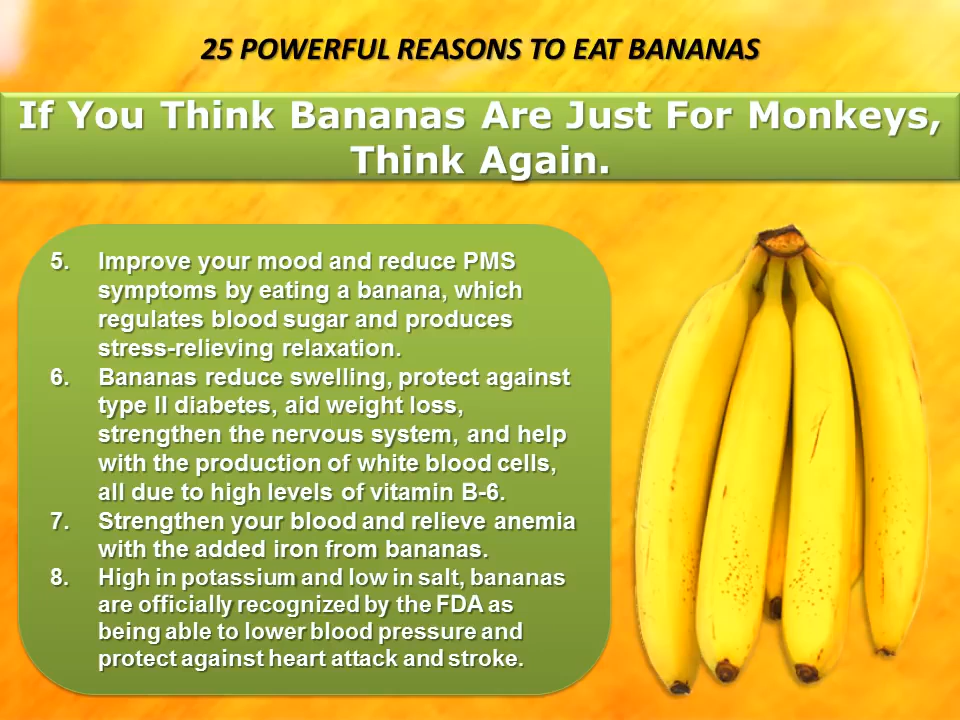 25 POWERFUL REASONS TO EAT BANANAS
If You Think Bananas Are Just For Monkeys,
Think Again.
5. Improve your mood and reduce PMS
symptoms by eating a banana, which
regulates blood sugar and produces
stress-relieving relaxation.
6. Bananas reduce swelling, protect against
type II diabetes, aid weight loss,
strengthen the nervous system, and help
with the production of white blood cells,
all due to high levels of vitamin B-6.
7. Strengthen your blood and relieve anemia
with the added iron from bananas.
8. High in potassium and low in salt, bananas
are officially recognized by the FDA as
being able to lower blood pressure and
protect against heart attack and stroke.